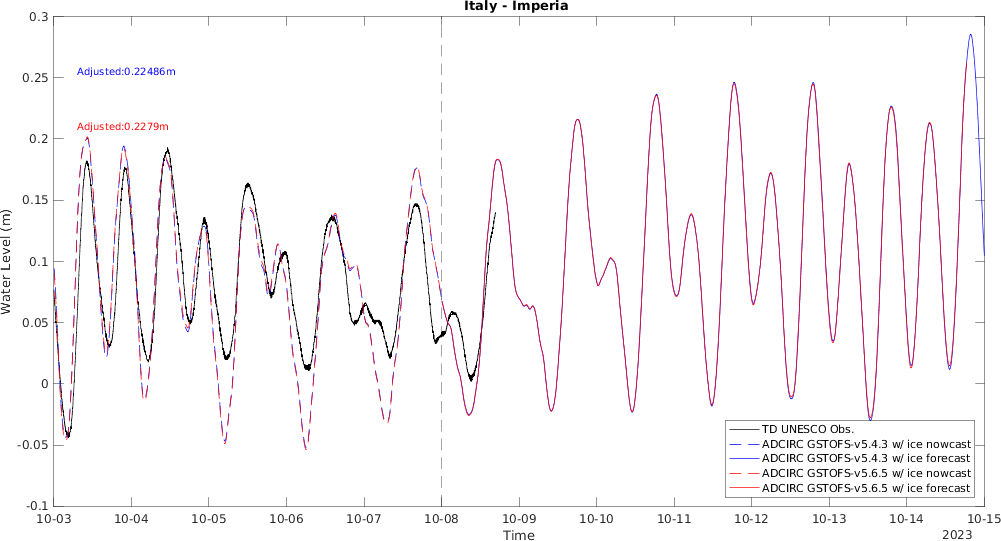 Italy - Imperia
0.3
0.25
0.2
0.15
0.1
0.05
0
-0.05
-0.1
Water Level (m)
Adjusted:0.22486m
Adjusted:0.2279m
TD UNESCO Obs.
ADCIRC GSTOFS-v5.4.3 w/ ice nowcast
ADCIRC GSTOFS-v5.4.3 w/ ice forecast
ADCIRC GSTOFS-v5.6.5 w/ ice nowcast
ADCIRC GSTOFS-v5.6.5 w/ ice forecast
10-03 10-04 10-05 10-06 10-07 10-08 10-09 10-10 10-11 10-12 10-13 10-14 10-15
Time
2023